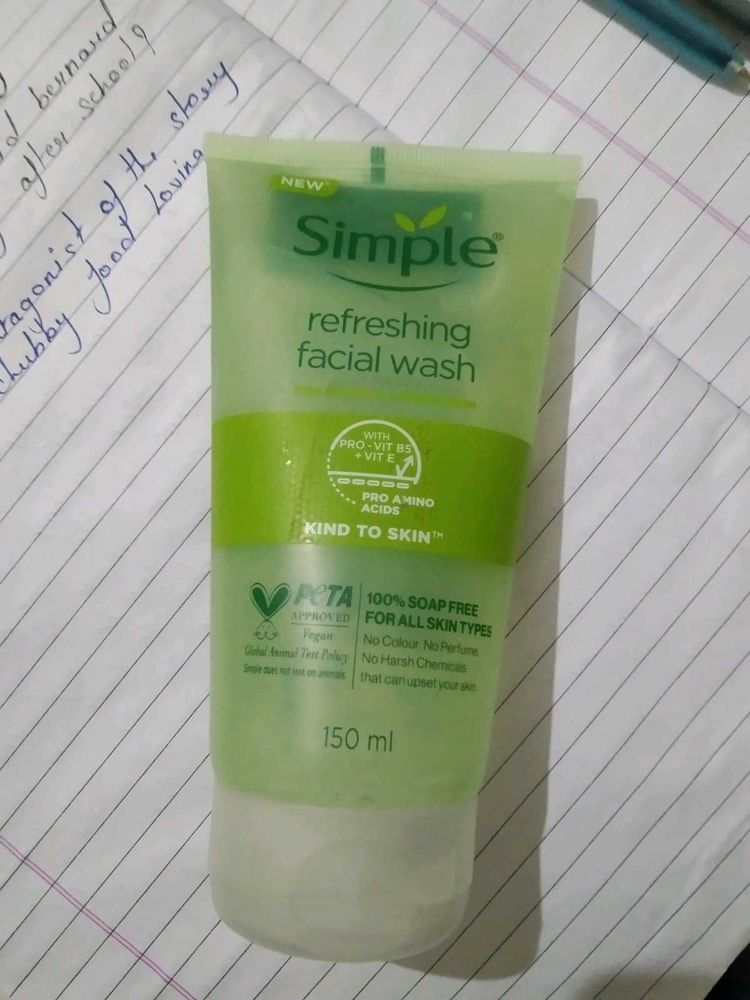 bernard
after school?
of the story
chubby food loving
NEW
Simple®
refreshing
facial wash
WITH
PRO-VIT B5
+ VIT E
PRO AMINO
ACIDS
KIND TO SKIN™
PETA
APPROVED
Vegan
Global Animal Test Policy
Simple does not test on animals.
100% SOAP FREE
FOR ALL SKIN TYPES
No Colour, No Perfume,
No Harsh Chemicals
that can upset your skin.
150 ml